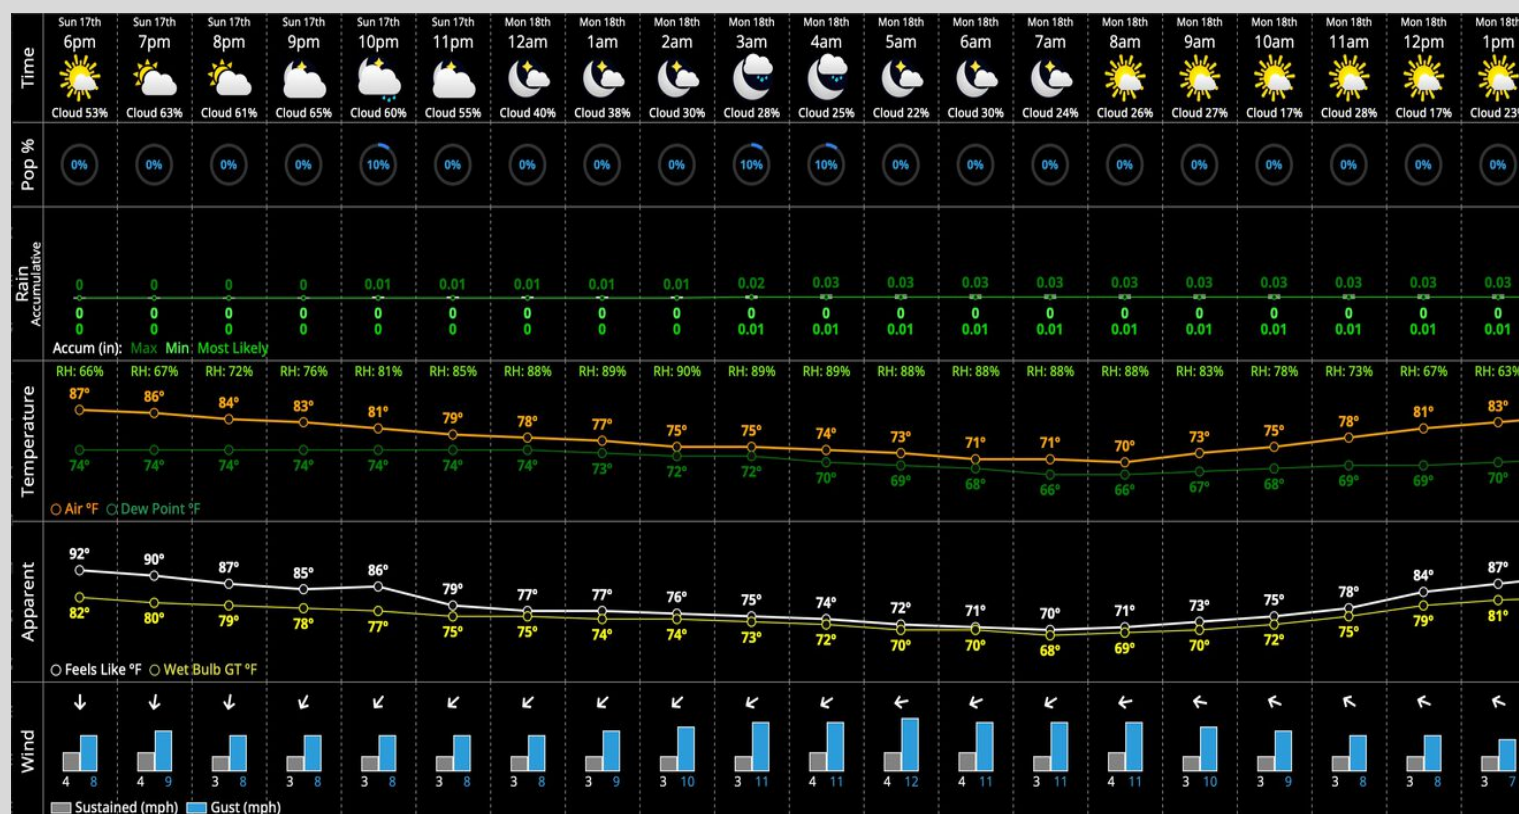 Time
Sun 17th Sun 17th Sun 17th Sun 17th Sun 17th Sun 17th Mon 18th Mon 18th Mon 18th Mon 18th Mon 18th Mon 18th Mon 18th Mon 18th Mon 18th Mon 18th Mon 18th Mon 18th Mon 18th Mon 18th
6pm 7pm 8pm 9pm 10pm 11pm 12am 1am 2am 3am 4am 5am 6am 7am 8am 9am 10am 11am 12pm 1pm
Cloud 53% Cloud 63% Cloud 61% Cloud 65% Cloud 60% Cloud 55% Cloud 40% Cloud 38% Cloud 30% Cloud 28% Cloud 25% Cloud 22% Cloud 30% Cloud 24% Cloud 26% Cloud 27% Cloud 17% Cloud 28% Cloud 17% Cloud 23%
Pop %
0% 0% 0% 0% 10% 0% 0% 0% 0% 10% 10% 0% 0% 0% 0% 0% 0% 0% 0% 0%
Rain
Accumulative
0 0 0 0 0.01 0.01 0.01 0.01 0.01 0.02 0.03 0.03 0.03 0.03 0.03 0.03 0.03 0.03 0.03 0.03
0 0 0 0 0 0 0 0 0 0 0 0 0 0 0 0 0 0 0 0
0 0 0 0 0 0 0 0 0 0.01 0.01 0.01 0.01 0.01 0.01 0.01 0.01 0.01 0.01 0.01
Accum (in): Max Min Most Likely
Temperature
RH: 66% RH: 67% RH: 72% RH: 76% RH: 81% RH: 85% RH: 88% RH: 89% RH: 90% RH: 89% RH: 89% RH: 88% RH: 88% RH: 88% RH: 88% RH: 83% RH: 78% RH: 73% RH: 67% RH: 63%
87° 86° 84° 83° 81° 79° 78° 77° 75° 75° 74° 73° 71° 71° 70° 73° 75° 78° 81° 83°
74° 74° 74° 74° 74° 74° 74° 73° 72° 72° 70° 69° 68° 66° 66° 67° 68° 69° 69° 70°
Air °F Dew Point °F
Apparent
92° 90° 87° 85° 86° 79° 77° 77° 76° 75° 74° 72° 71° 70° 71° 73° 75° 78° 84° 87°
82° 80° 79° 78° 77° 75° 75° 74° 74° 73° 72° 70° 70° 68° 69° 70° 72° 75° 79° 81°
Feels Like °F Wet Bulb GT °F
Wind
4 8 4 9 3 8 3 8 3 8 3 8 3 8 3 9 3 10 3 11 4 11 4 12 4 11 3 11 4 11 3 10 3 9 3 8 3 8 3 7
Sustained (mph) Gust (mph)